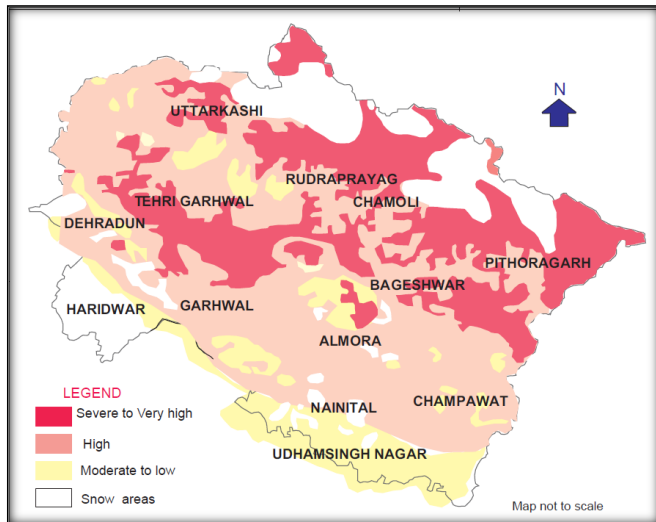 N
UTTARKASHI
RUDRAPRAYAG
TEHRI GARHWAL
CHAMOLI
DEHRADUN
PITHORAGARH
BAGESHWAR
HARIDWAR
GARHWAL
ALMORA
LEGEND
Severe to Very high
High
Moderate to low
Snow areas
NAINITAL
CHAMPAWAT
UDHAMSINGH NAGAR
Map not to scale